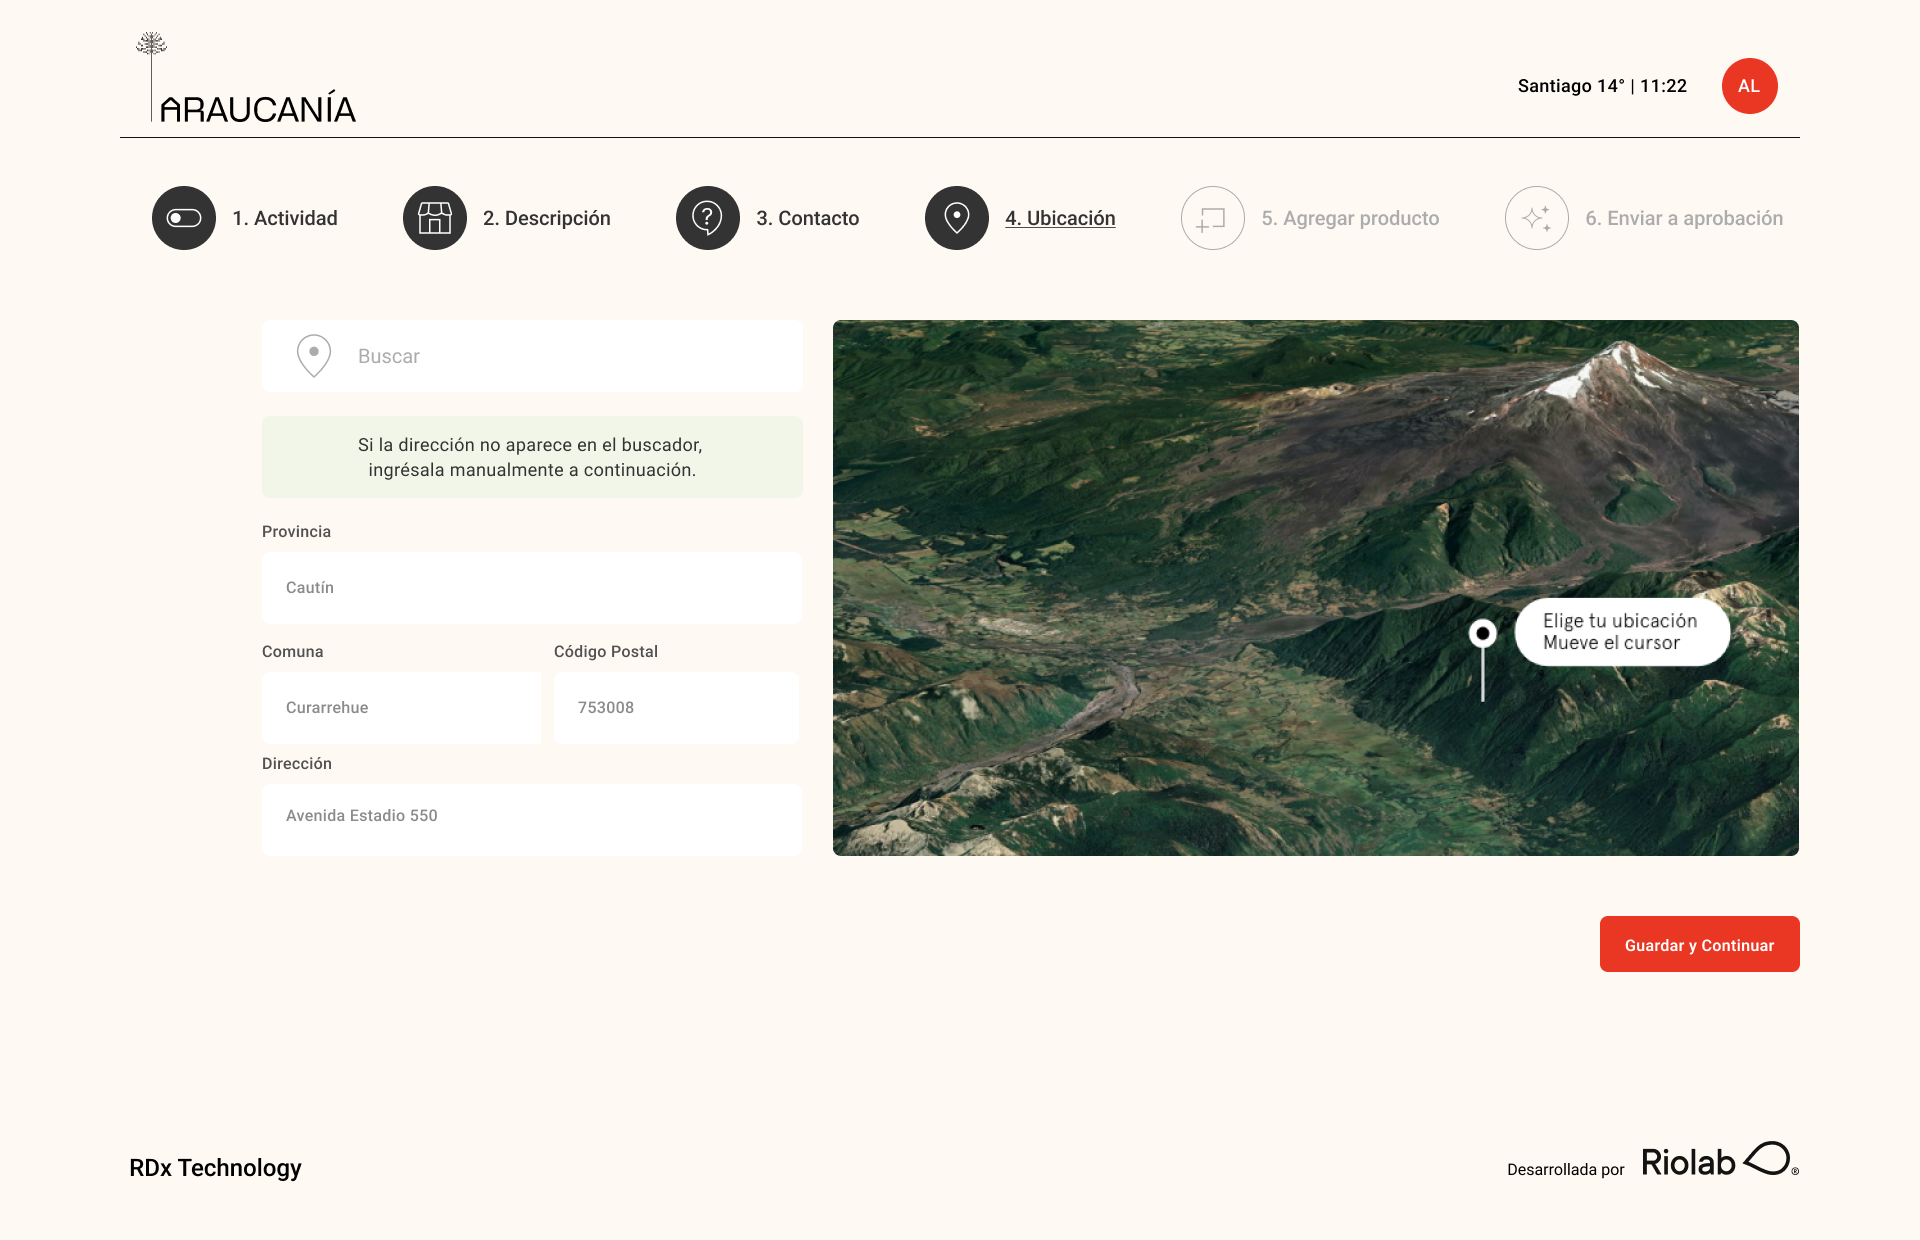 ARAUCANÍA
Santiago 14° | 11:22
AL
1. Actividad
2. Descripción
3. Contacto
4. Ubicación
5. Agregar producto
6. Enviar a aprobación
Buscar
Si la dirección no aparece en el buscador,
ingrésala manualmente a continuación.
Provincia
Cautín
Comuna
Código Postal
Curarrehue
753008
Dirección
Avenida Estadio 550
Elige tu ubicación
Mueve el cursor
Guardar y Continuar
RDx Technology
Desarrollada por
Riolab ®